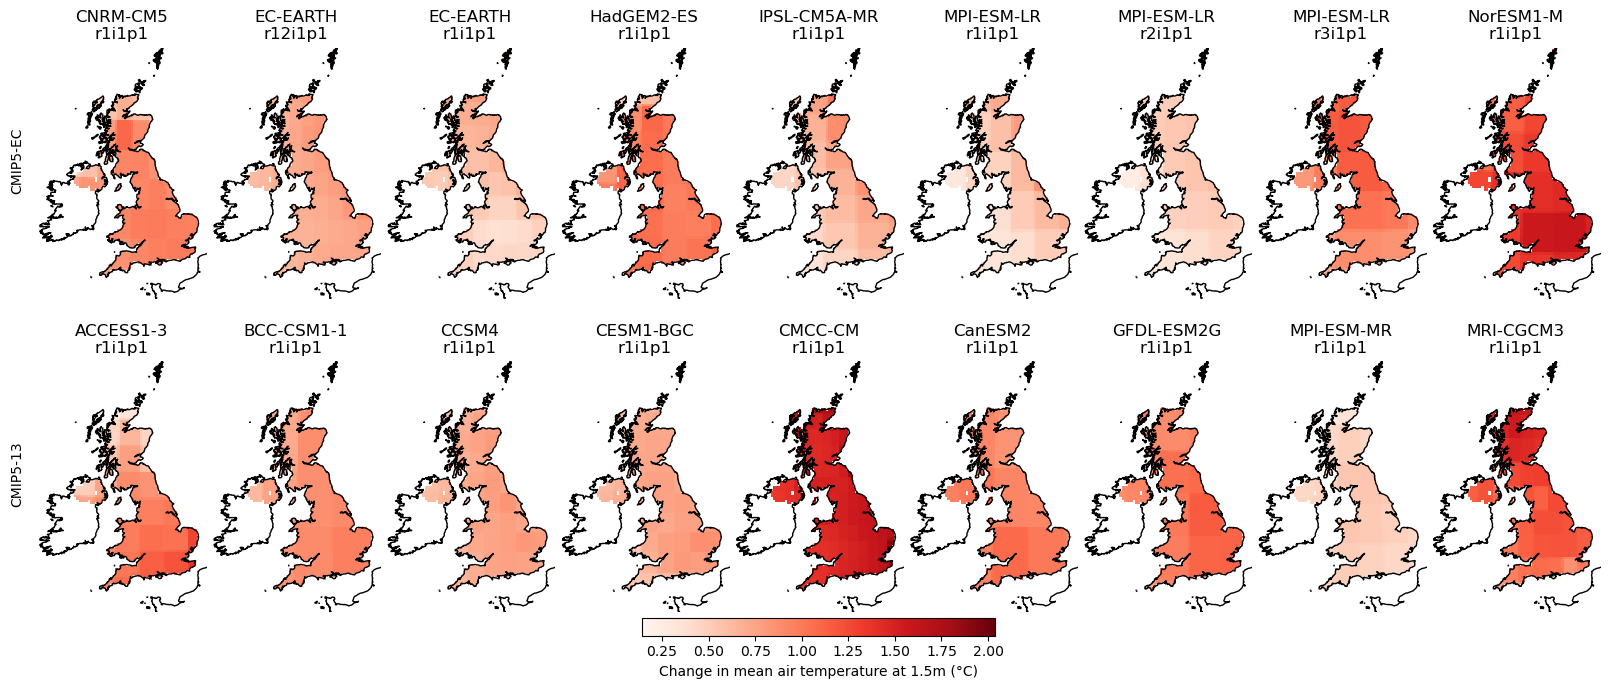 CNRM-CM5 EC-EARTH EC-EARTH HadGEM2-ES IPSL-CM5A-MR MPI-ESM-LR MPI-ESM-LR MPI-ESM-LR NorESM1-M
r1i1p1 r12i1p1 r1i1p1 r1i1p1 r1i1p1 r1i1p1 r2i1p1 r3i1p1 r1i1p1
CMIP5-EC
ACCESS1-3 BCC-CSM1-1 CCSM4 CESM1-BGC CMCC-CM CanESM2 GFDL-ESM2G MPI-ESM-MR MRI-CGCM3
r1i1p1 r1i1p1 r1i1p1 r1i1p1 r1i1p1 r1i1p1 r1i1p1 r1i1p1 r1i1p1
CMIP5-13
0.25 0.50 0.75 1.00 1.25 1.50 1.75 2.00
Change in mean air temperature at 1.5m (°C)